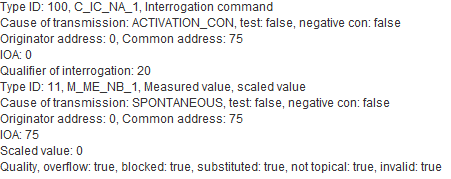 Type ID: 100, C_IC_NA_1, Interrogation command
Cause of transmission: ACTIVATION_CON, test: false, negative con: false
Originator address: 0, Common address: 75
IOA: 0
Qualifier of interrogation: 20
Type ID: 11, M_ME_NB_1, Measured value, scaled value
Cause of transmission: SPONTANEOUS, test: false, negative con: false
Originator address: 0, Common address: 75
IOA: 75
Scaled value: 0
Quality, overflow: true, blocked: true, substituted: true, not topical: true, invalid: true